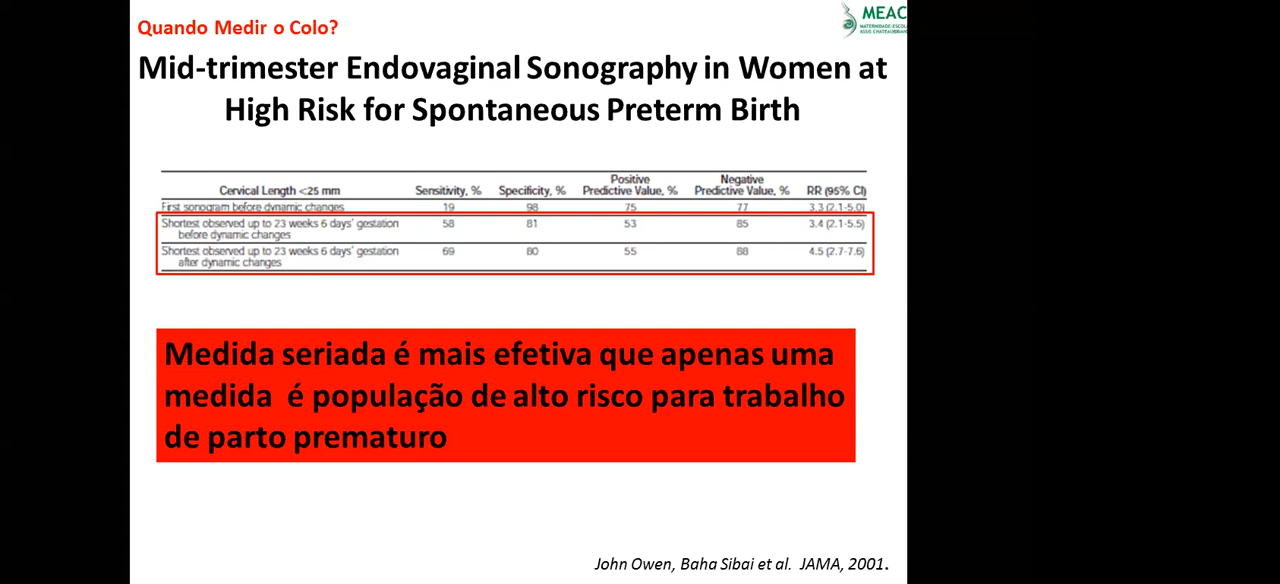 Quando Medir o Colo?
MEAC
MATERNIDADE-ESCOLA
ASSIS CHATEAUBRIAND
Mid-trimester Endovaginal Sonography in Women at
High Risk for Spontaneous Preterm Birth
Cervical Length <25 mm Sensitivity, % Specificity, % Positive Predictive Value, % Negative Predictive Value, % RR (95% CI)
First sonogram before dynamic changes 19 98 75 77 3.3 (2.1-5.0)
Shortest observed up to 23 weeks 6 days' gestation 58 81 53 85 3.4 (2.1-5.5)
before dynamic changes
Shortest observed up to 23 weeks 6 days' gestation 69 80 55 88 4.5 (2.7-7.6)
after dynamic changes
Medida seriada é mais efetiva que apenas uma
medida é população de alto risco para trabalho
de parto prematuro
John Owen, Baha Sibai et al. JAMA, 2001.